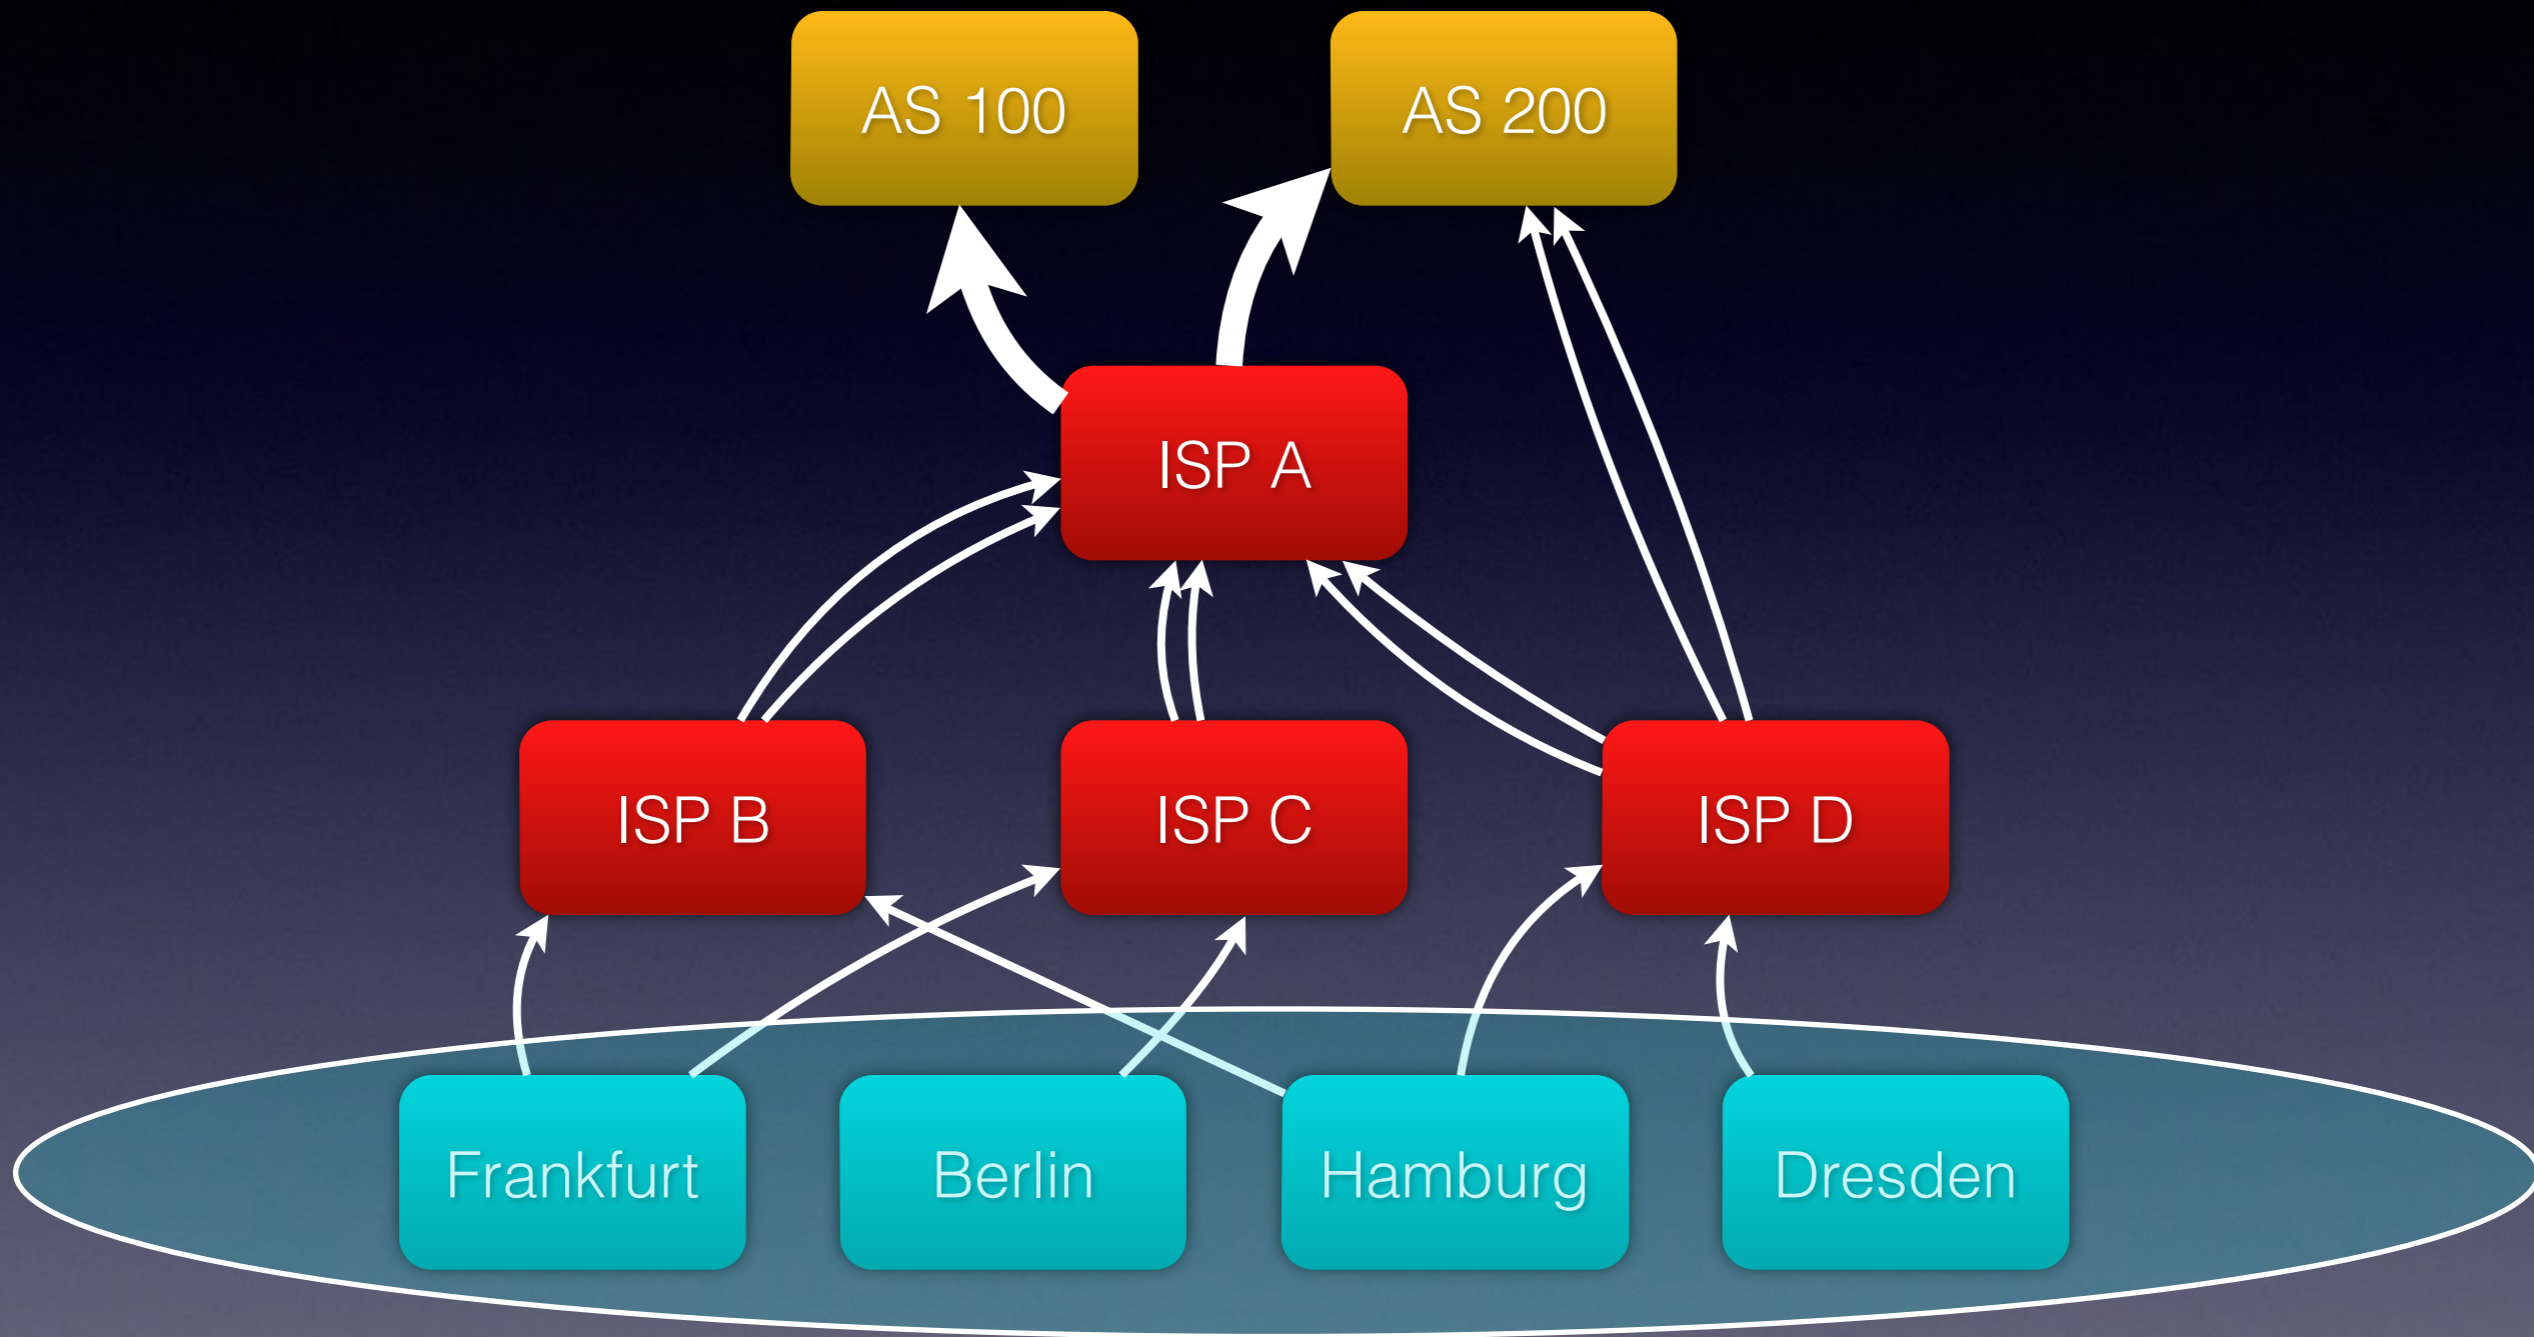 AS 100
AS 200
ISP A
ISP B
ISP C
ISP D
Frankfurt
Berlin
Hamburg
Dresden